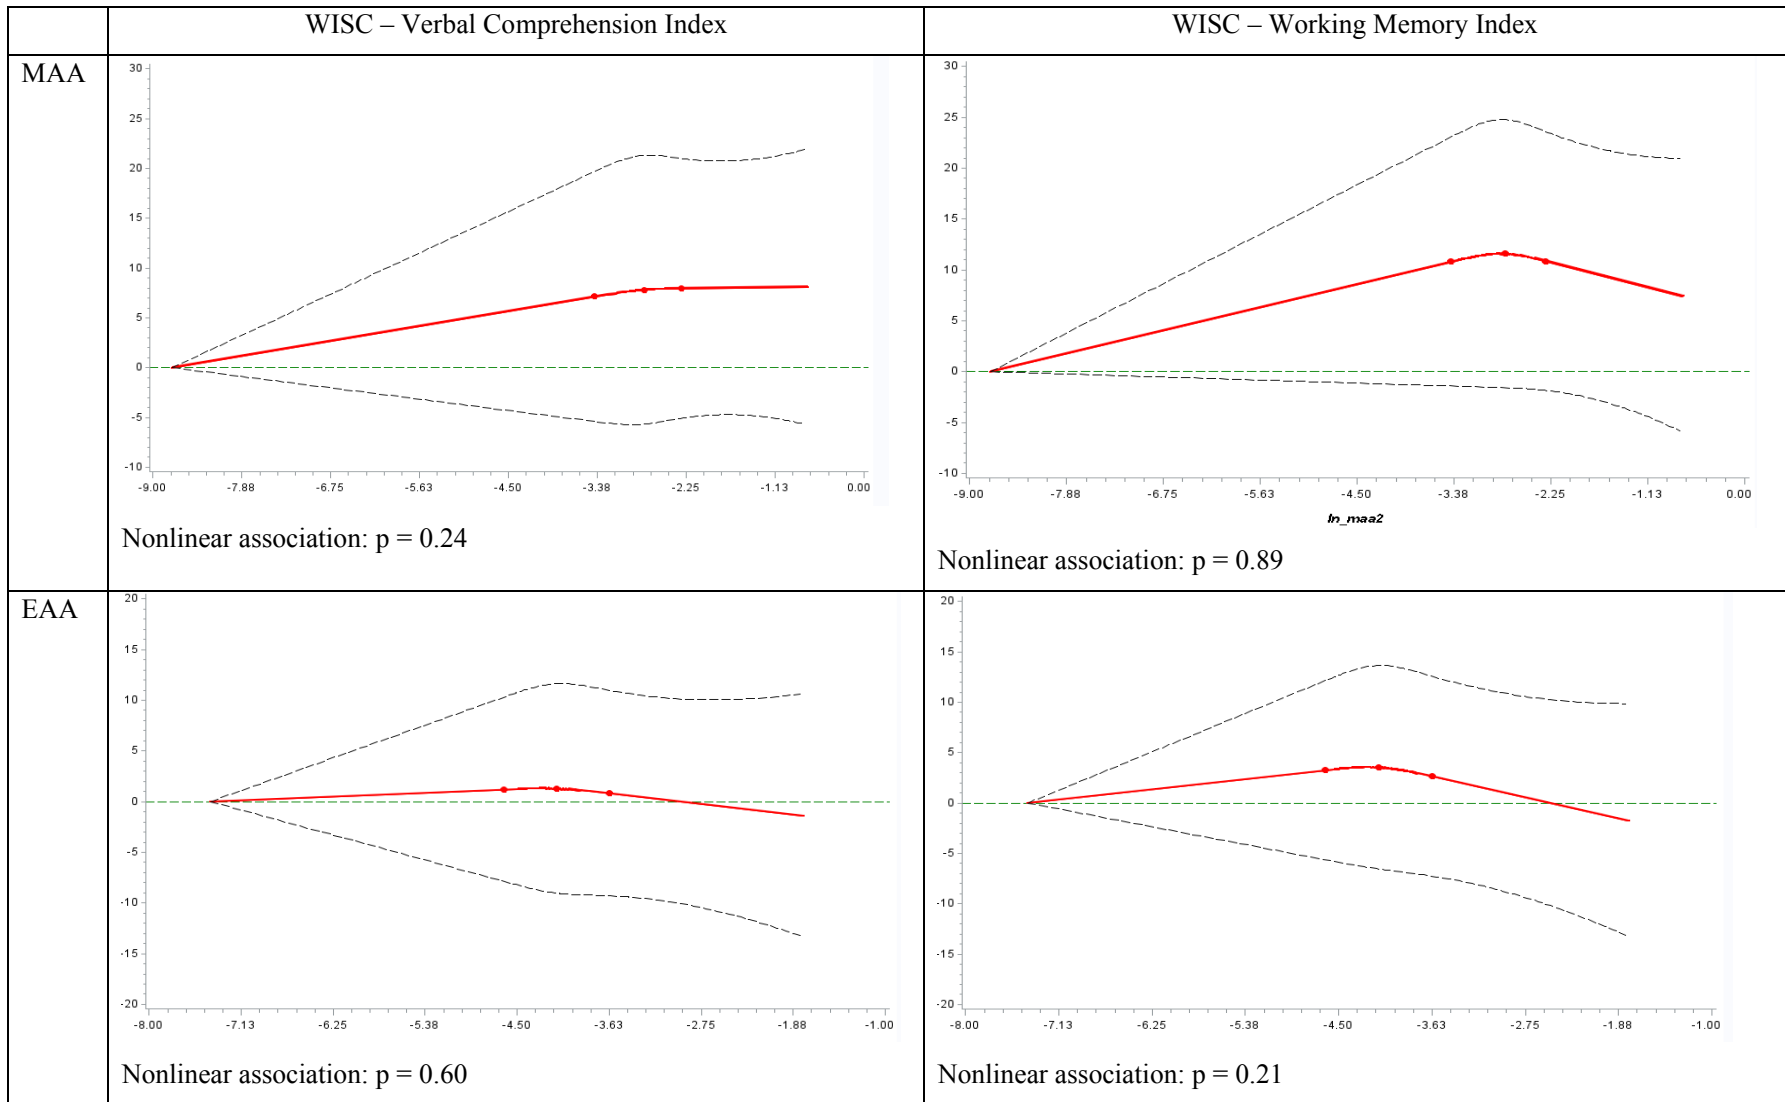 WISC – Verbal Comprehension Index
WISC – Working Memory Index
MAA
30
25
20
15
10
5
0
-5
-10
-9.00 -7.88 -6.75 -5.63 -4.50 -3.38 -2.25 -1.13 0.00
Nonlinear association: p = 0.24
30
25
20
15
10
5
0
-5
-10
-9.00 -7.88 -6.75 -5.63 -4.50 -3.38 -2.25 -1.13 0.00
ln_maa2
Nonlinear association: p = 0.89
EAA
20
15
10
5
0
-5
-10
-15
-20
-8.00 -7.13 -6.25 -5.38 -4.50 -3.63 -2.75 -1.88 -1.00
Nonlinear association: p = 0.60
20
15
10
5
0
-5
-10
-15
-20
-8.00 -7.13 -6.25 -5.38 -4.50 -3.63 -2.75 -1.88 -1.00
Nonlinear association: p = 0.21